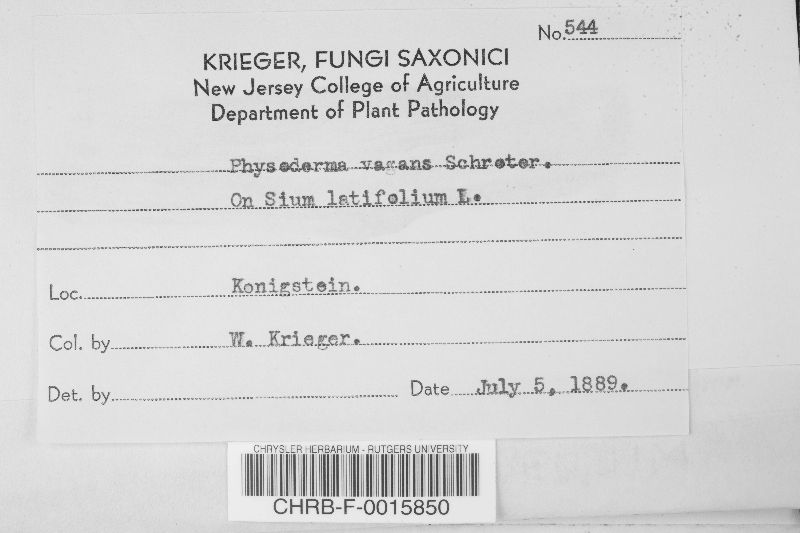 No. 544
KRIEGER, FUNGI SAXONICI
New Jersey College of Agriculture
Department of Plant Pathology
Physoderma vagans Schroter.
On Sium latifolium L.
Loc. Konigstein.
Col. by W. Krieger.
Det. by Date July 5, 1889.
CHRYSLER HERBARIUM - RUTGERS UNIVERSITY
CHRB-F-0015850